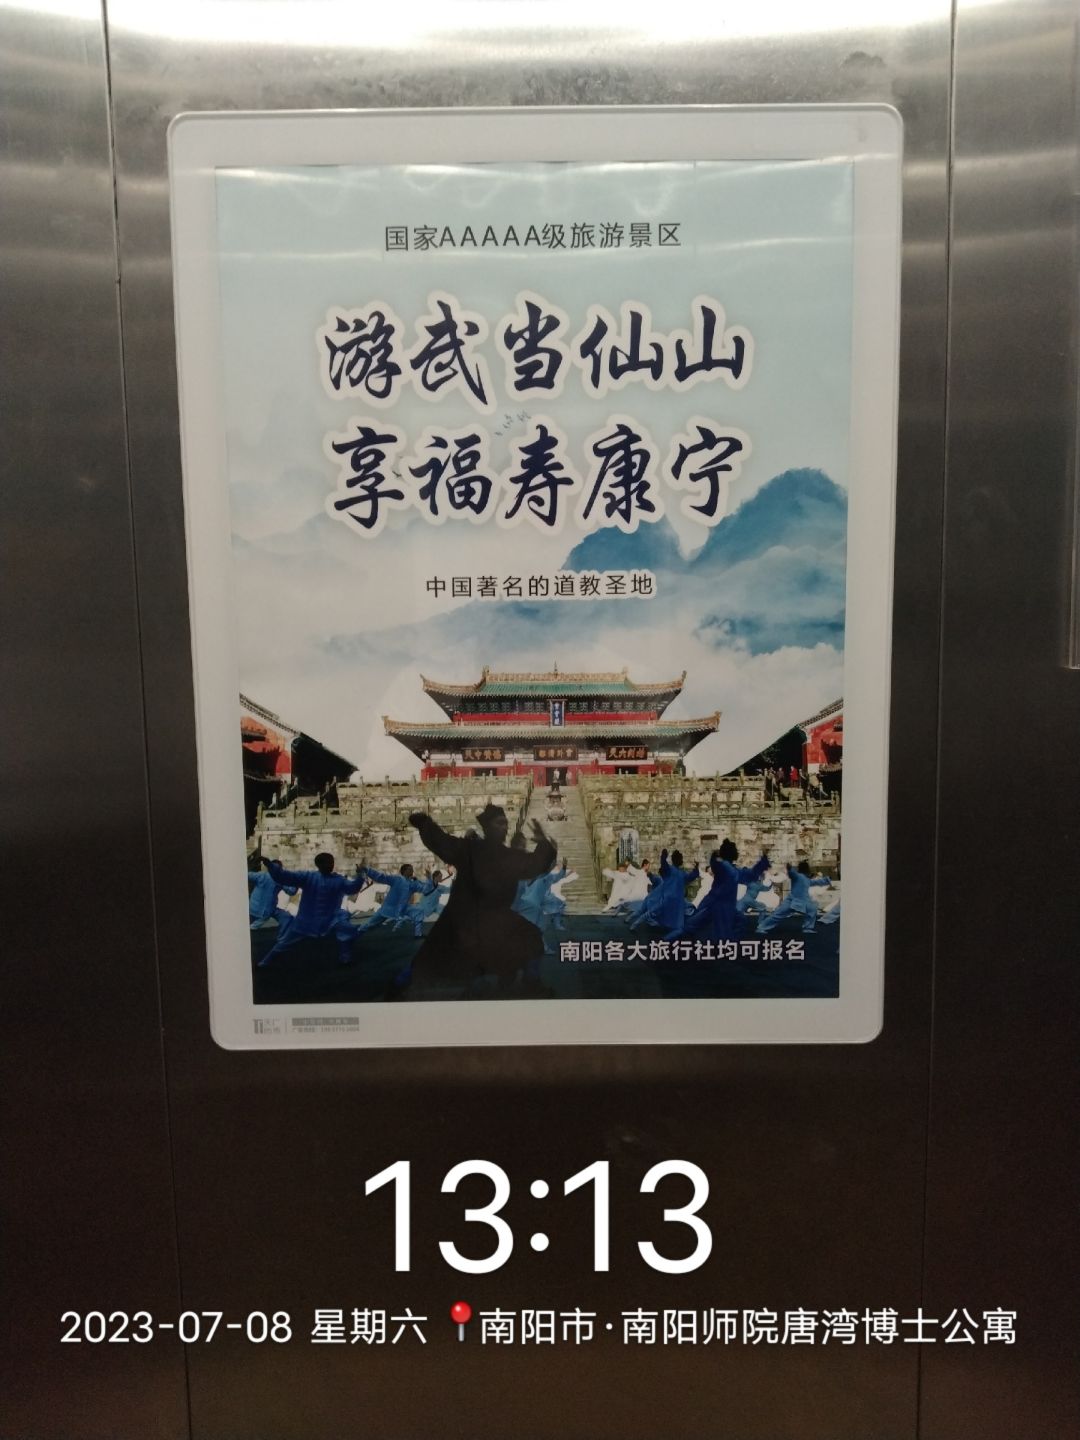 国家AAAAA级旅游景区
游武当仙山
享福寿康宁
中国著名的道教圣地
南阳各大旅行社均可报名
13:13
2023-07-08 星期六 📍南阳市·南阳师院唐湾博士公寓